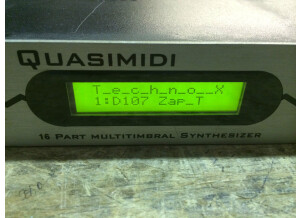 QUASIMIDI
T_e_c_h_n_o__X
1:D107 Zap_T
16 PART MULTITIMBRAL SYNTHESIZER